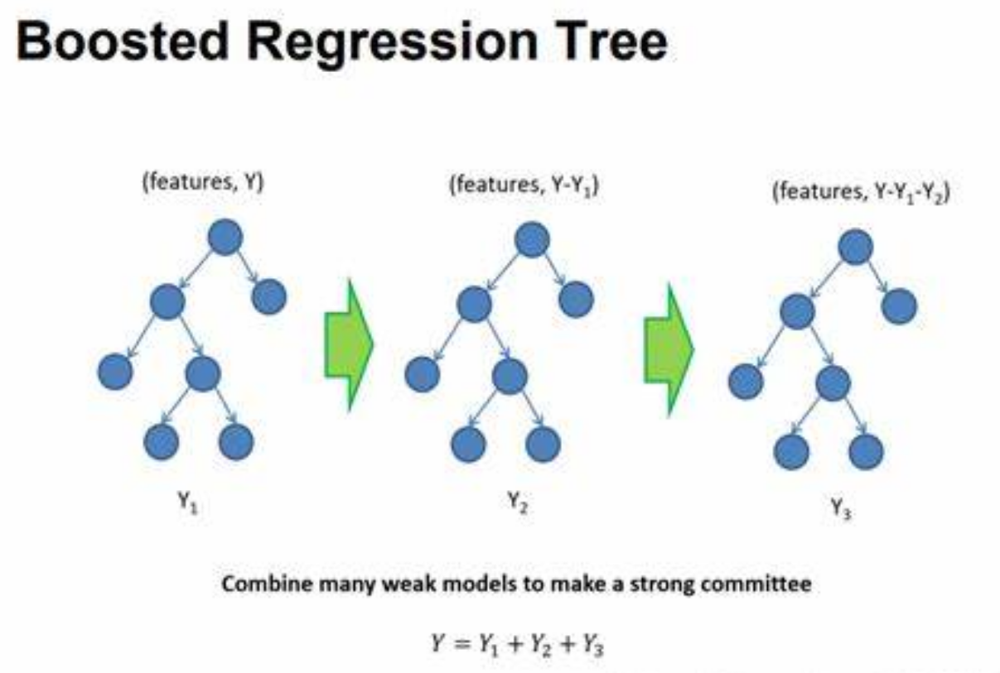 Boosted Regression Tree
(features, Y)
(features, Y-Y₁)
(features, Y-Y₁-Y₂)
Y₁
Y₂
Y₃
Combine many weak models to make a strong committee
Y = Y₁ + Y₂ + Y₃